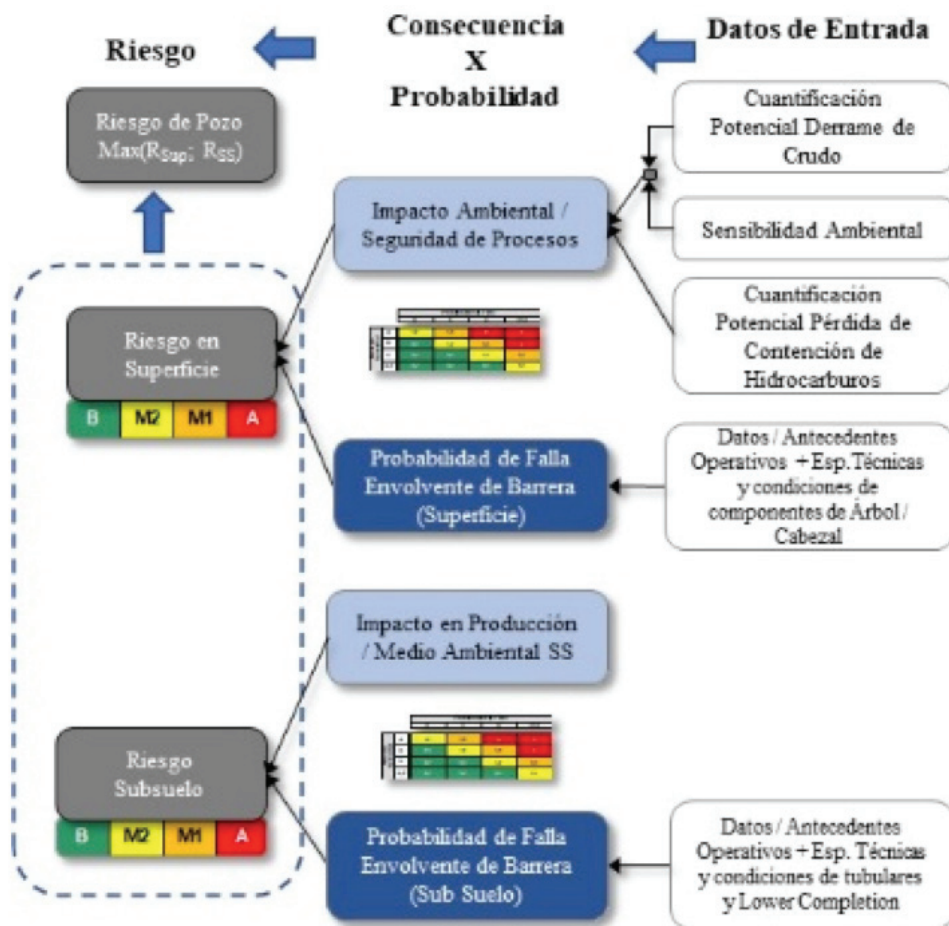 Riesgo
Consecuencia
X
Probabilidad
Datos de Entrada
Riesgo de Pozo
Max(RSup; RSS)
Cuantificación
Potencial Derrame de
Crudo
Impacto Ambiental /
Seguridad de Procesos
Sensibilidad Ambiental
Riesgo en
Superficie
B M2 M1 A
Cuantificación
Potencial Pérdida de
Contención de
Hidrocarburos
Probabilidad de Falla
Envolvente de Barrera
(Superficie)
Datos / Antecedentes
Operativos + Esp. Técnicas
y condiciones de
componentes de Árbol /
Cabezal
Impacto en Producción
/ Medio Ambiental SS
Riesgo
Subsuelo
B M2 M1 A
Probabilidad de Falla
Envolvente de Barrera
(Sub Suelo)
Datos / Antecedentes
Operativos + Esp. Técnicas
y condiciones de tubulares
y Lower Completion